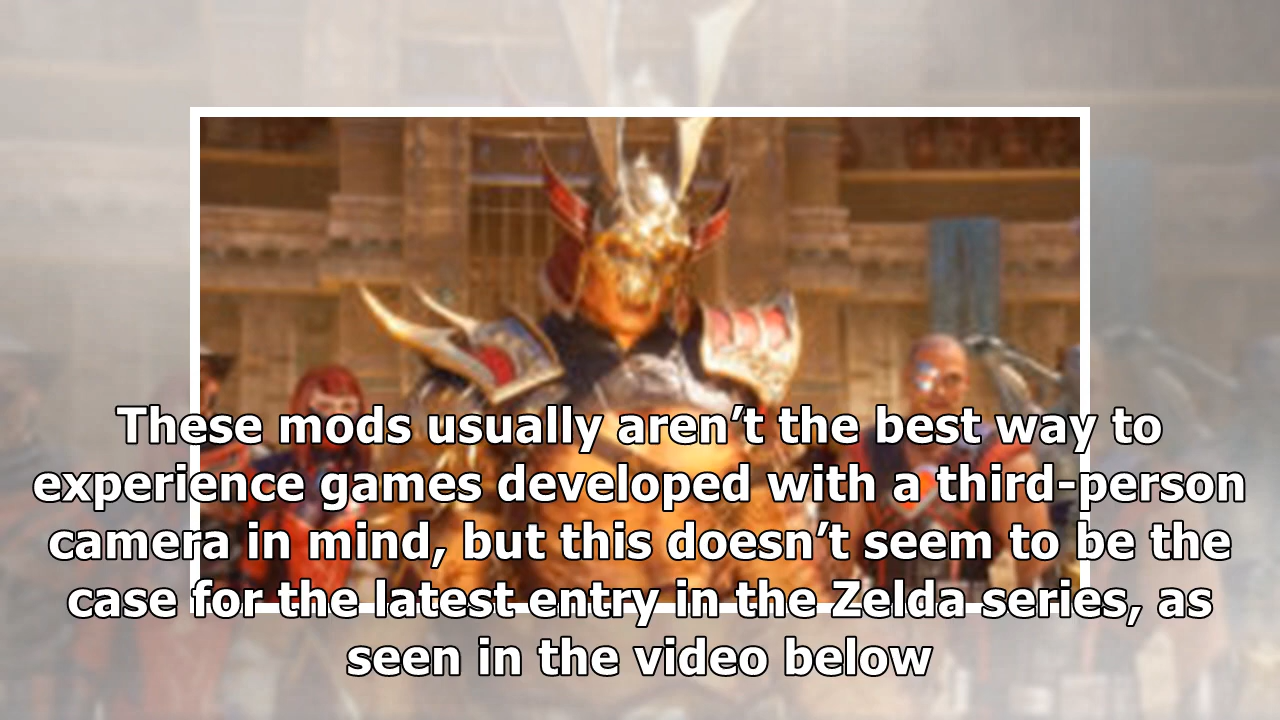 These mods usually aren’t the best way to
experience games developed with a third-person
camera in mind, but this doesn’t seem to be the
case for the latest entry in the Zelda series, as
seen in the video below